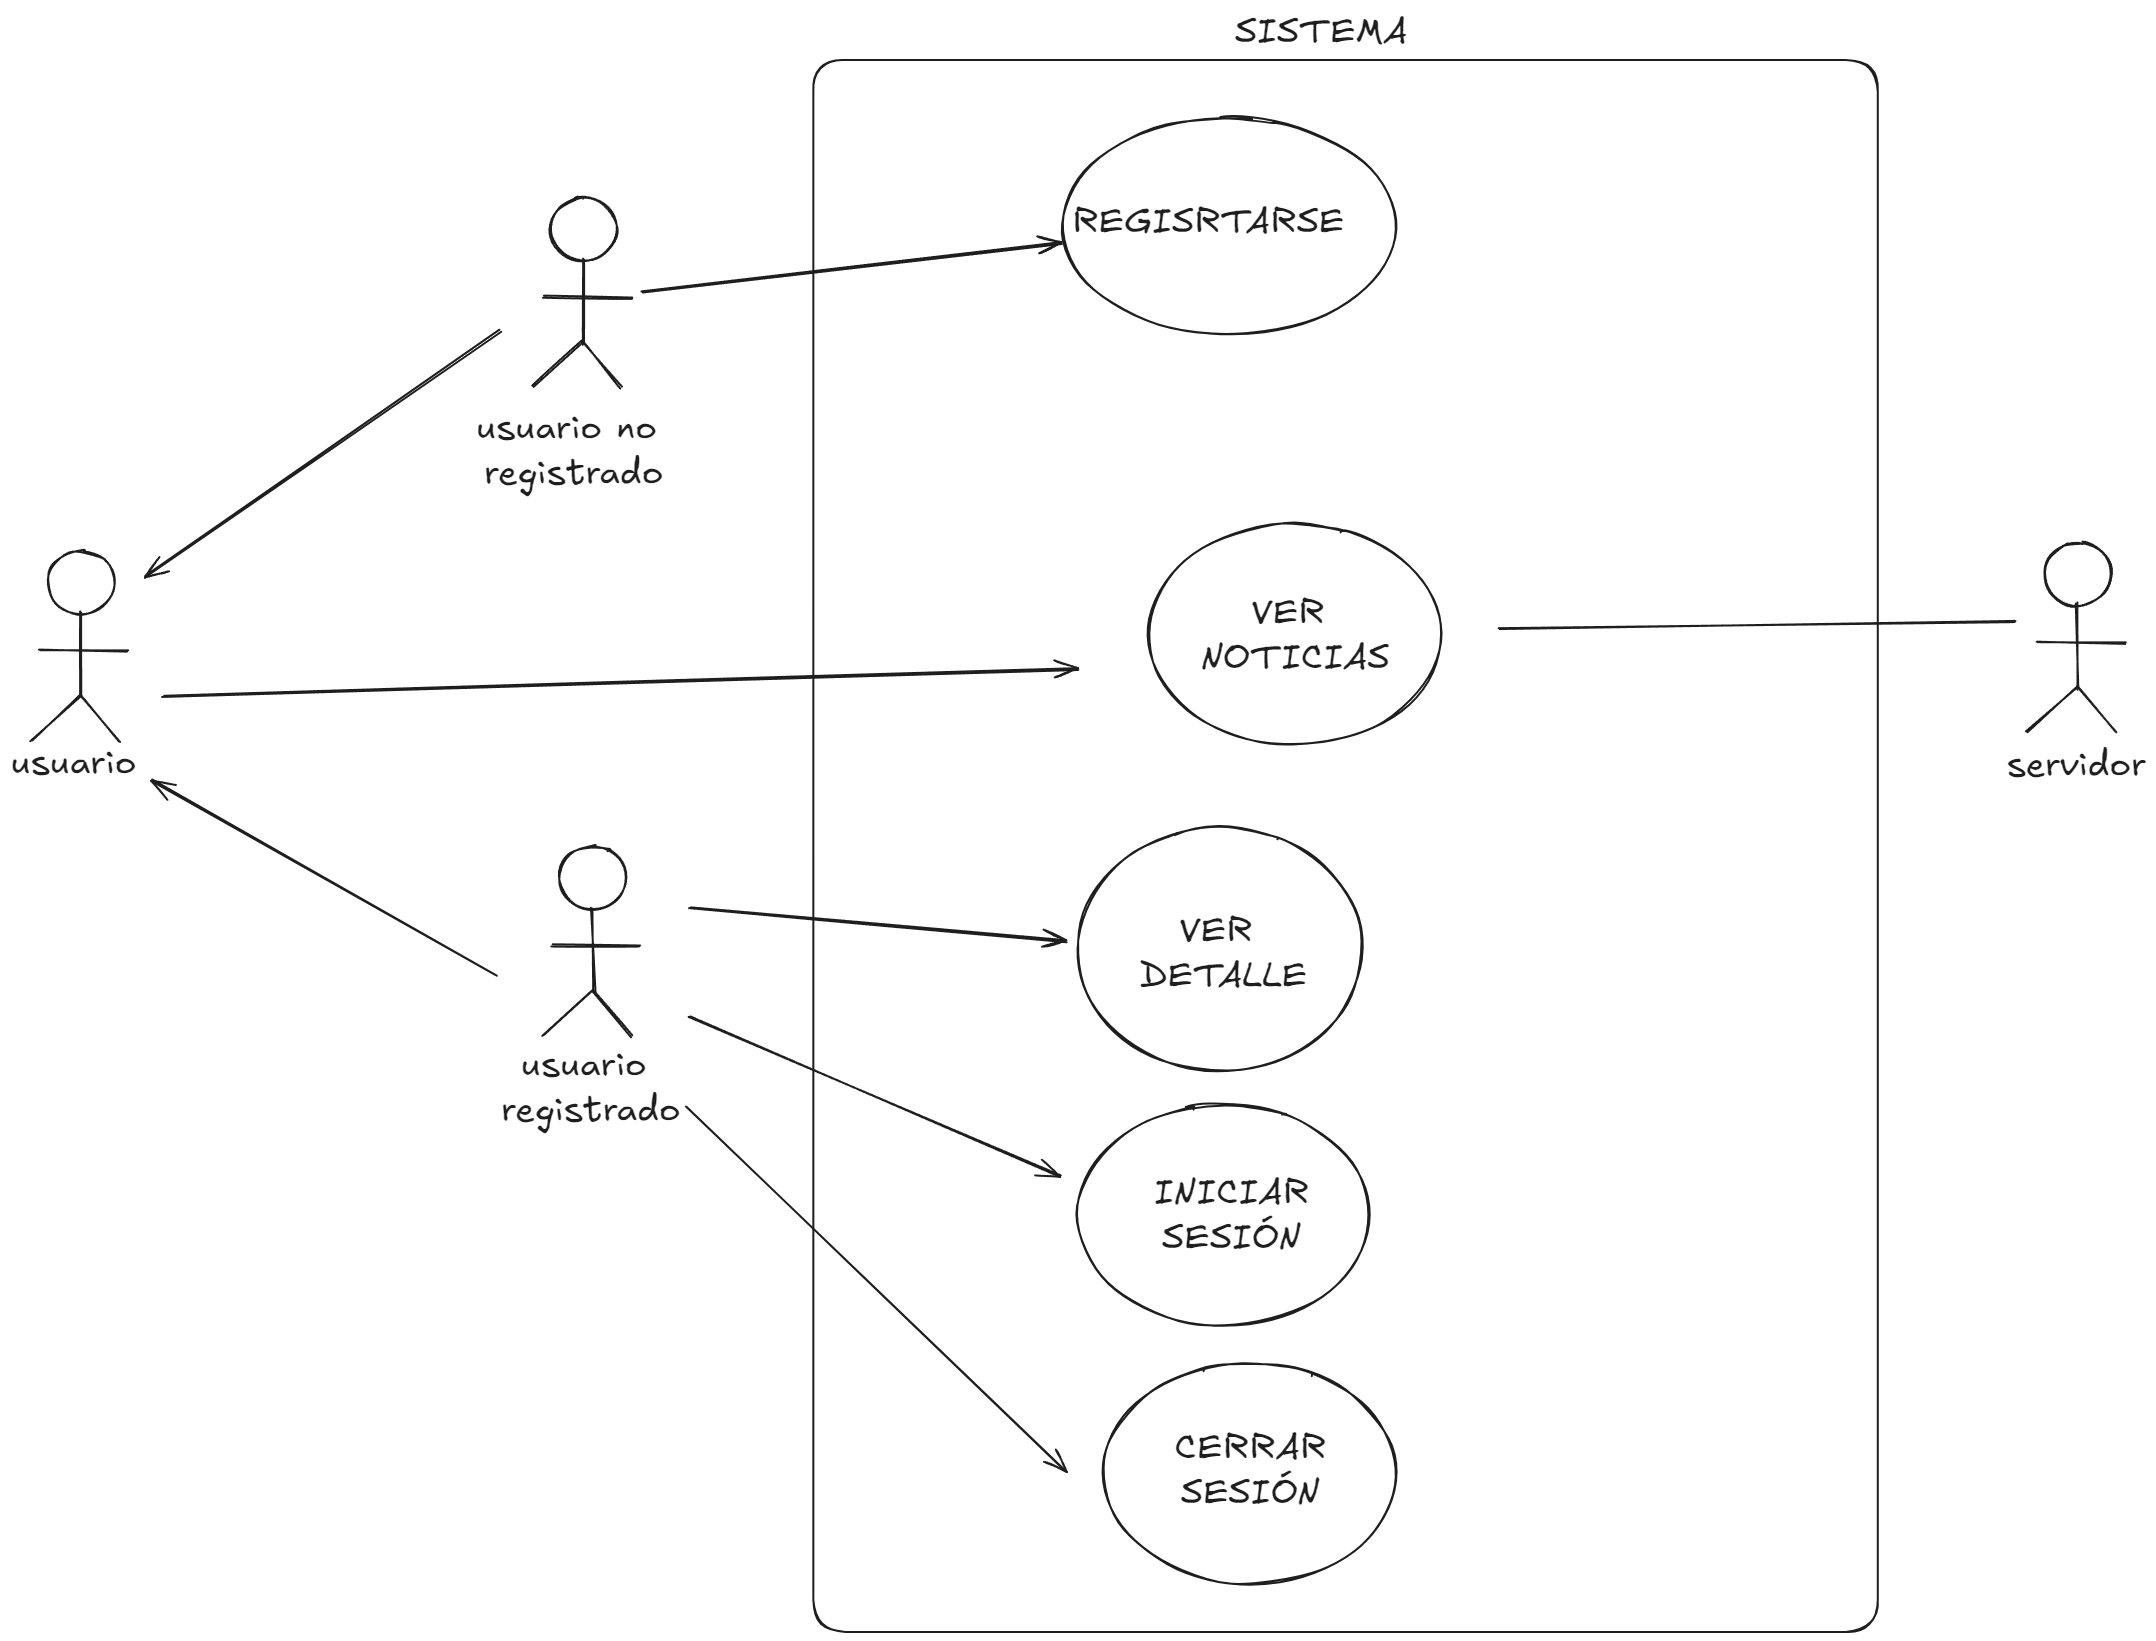 SISTEMA
REGISRTARSE
usuario no
registrado
VER
NOTICIAS
usuario
servidor
VER
DETALLE
usuario
registrado
INICIAR
SESIÓN
CERRAR
SESIÓN